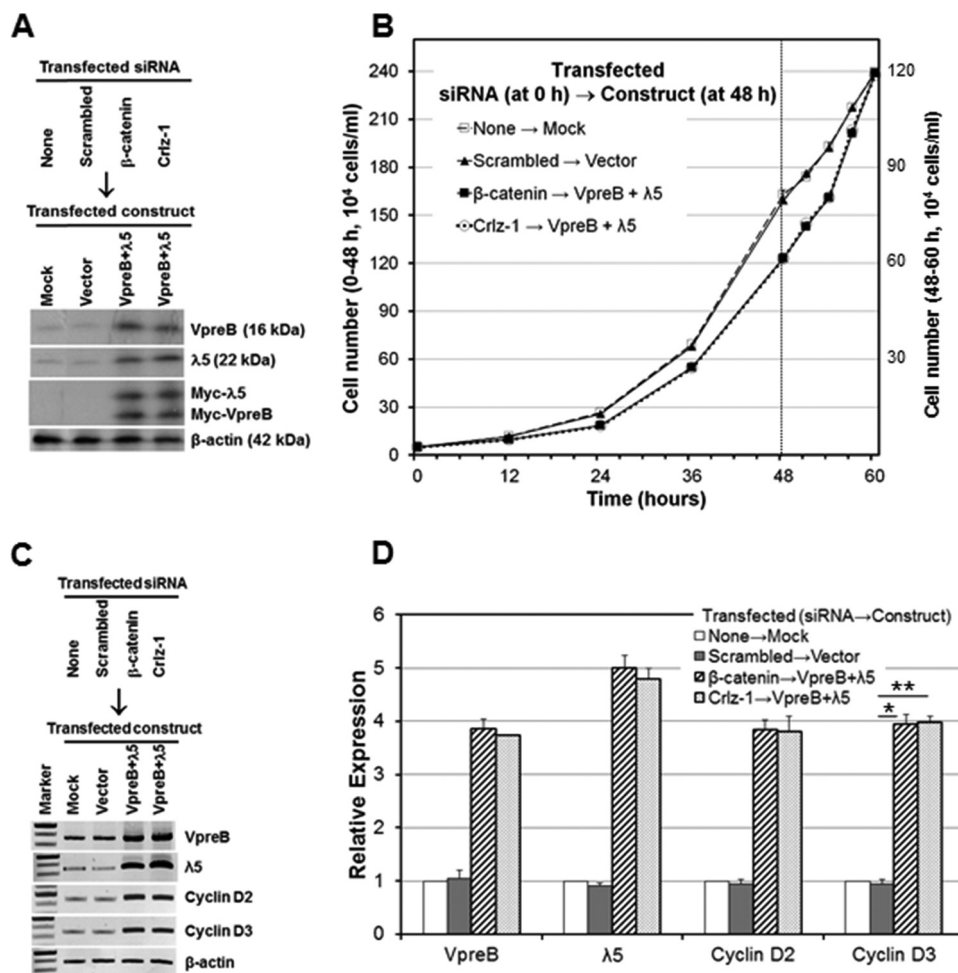 A
Transfected siRNA
None
Scrambled
β-catenin
Crlz-1
Transfected construct
Mock
Vector
VpreB+λ5
VpreB+λ5
VpreB (16 kDa)
λ5 (22 kDa)
Myc-λ5
Myc-VpreB
β-actin (42 kDa)
B
Transfected
siRNA (at 0 h) → Construct (at 48 h)
None → Mock
Scrambled → Vector
β-catenin → VpreB + λ5
Crlz-1 → VpreB + λ5
Cell number (0-48 h, 10⁴ cells/ml)
240
210
180
150
120
90
60
30
0
Cell number (48-60 h, 10⁴ cells/ml)
120
90
60
30
0 12 24 36 48 60
Time (hours)
C
Transfected siRNA
None
Scrambled
β-catenin
Crlz-1
Transfected construct
Marker
Mock
Vector
VpreB+λ5
VpreB+λ5
VpreB
λ5
Cyclin D2
Cyclin D3
β-actin
D
Transfected (siRNA→Construct)
None→Mock
Scrambled→Vector
β-catenin→VpreB+λ5
Crlz-1→VpreB+λ5
**
*
Relative Expression
6
5
4
3
2
1
0
VpreB λ5 Cyclin D2 Cyclin D3